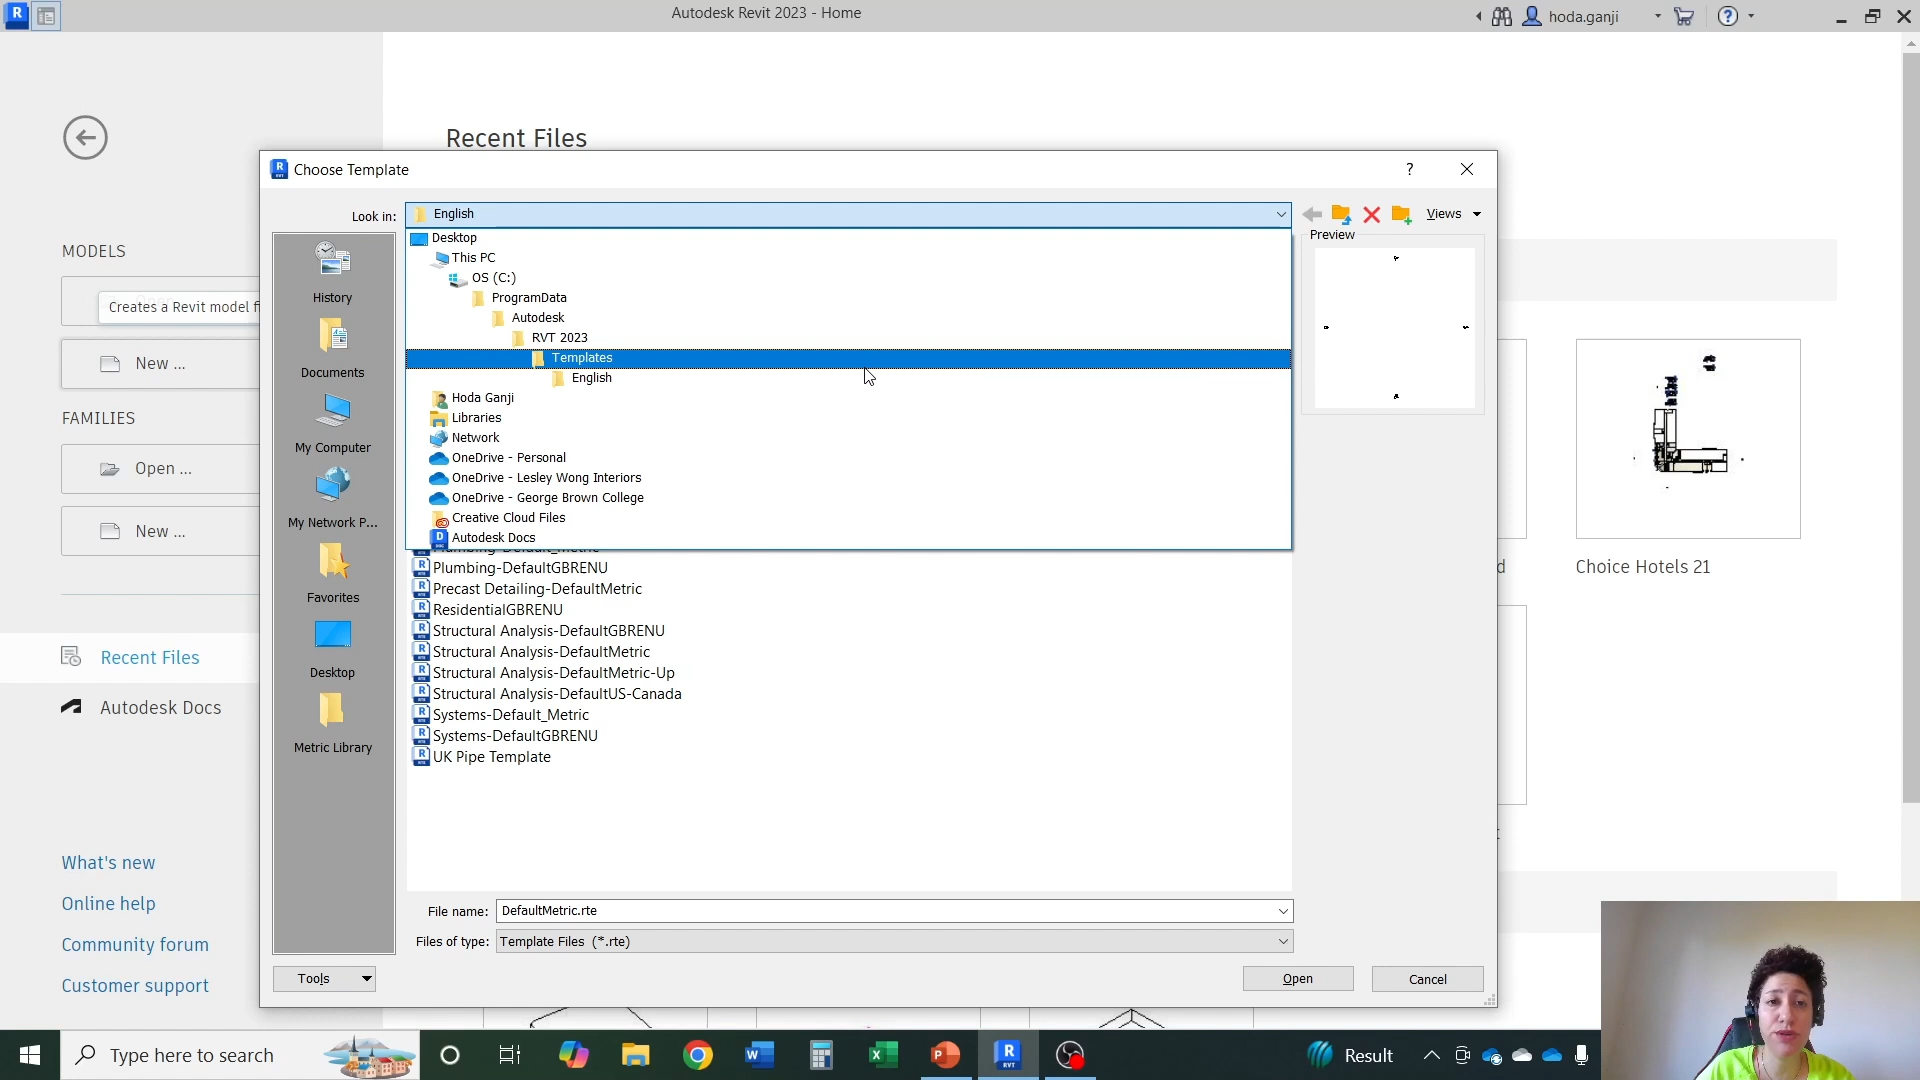 Autodesk Revit 2023 - Home
hoda.ganji
Recent Files
Choose Template
Look in:
English
Views
Desktop
This PC
OS (C:)
ProgramData
Autodesk
RVT 2023
Templates
English
Hoda Ganji
Libraries
Network
OneDrive - Personal
OneDrive - Lesley Wong Interiors
OneDrive - George Brown College
Creative Cloud Files
Autodesk Docs
Plumbing-Default_Metric
Plumbing-DefaultGBRENU
Precast Detailing-DefaultMetric
ResidentialGBRENU
Structural Analysis-DefaultGBRENU
Structural Analysis-DefaultMetric
Structural Analysis-DefaultMetric-Up
Structural Analysis-DefaultUS-Canada
Systems-Default_Metric
Systems-DefaultGBRENU
UK Pipe Template
History
Documents
My Computer
My Network P...
Favorites
Desktop
Metric Library
Preview
File name:
DefaultMetric.rte
Files of type:
Template Files (*.rte)
Tools
Open
Cancel
MODELS
Creates a Revit model fi
New ...
FAMILIES
Open ...
New ...
Recent Files
Autodesk Docs
What's new
Online help
Community forum
Customer support
d
Choice Hotels 21
Type here to search
Result